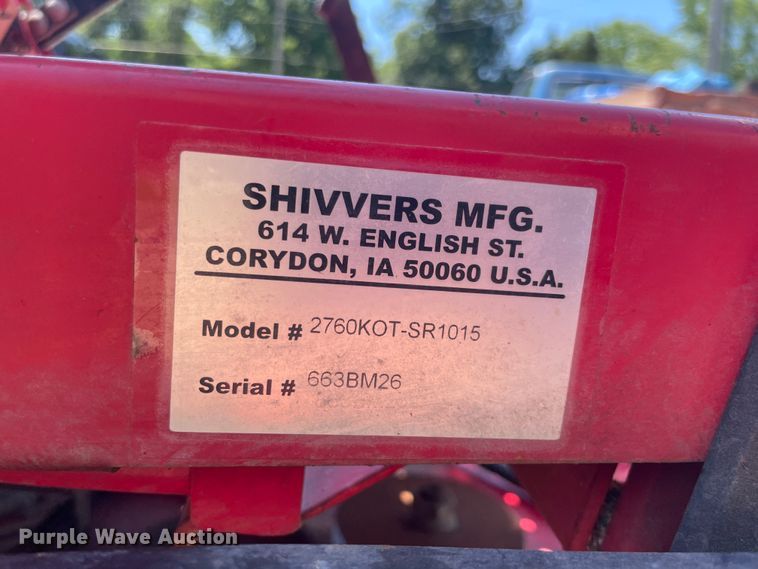 SHIVVERS MFG.
614 W. ENGLISH ST.
CORYDON, IA 50060 U.S.A.
Model # 2760KOT-SR1015
Serial # 663BM26
Purple Wave Auction